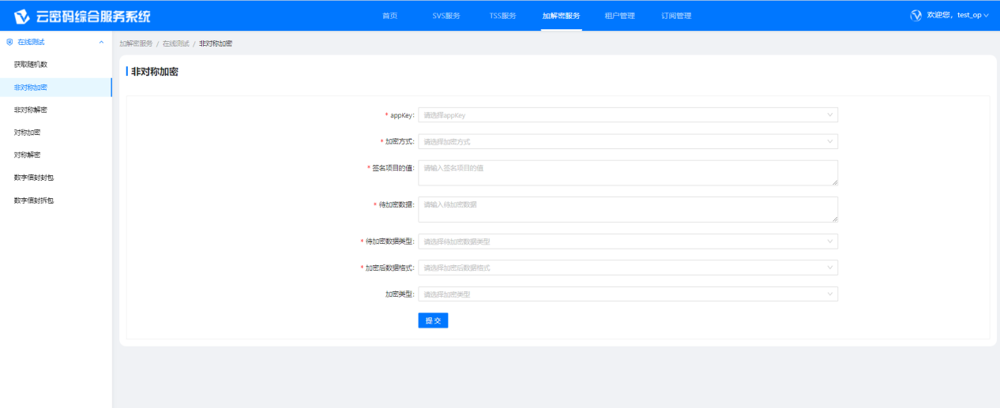 云密码综合服务系统
首页 SVS服务 TSS服务 加解密服务 租户管理 订阅管理
欢迎您，test_op
在线测试
获取随机数
非对称加密
非对称解密
对称加密
对称解密
数字信封封包
数字信封拆包
加解密服务 / 在线测试 / 非对称加密
非对称加密
* appKey: 请选择appKey
* 加密方式: 请选择加密方式
* 签名项目的值: 请输入签名项目的值
* 待加密数据: 请输入待加密数据
* 待加密数据类型: 请选择待加密数据类型
* 加密后数据格式: 请选择加密后数据格式
加密类型: 请选择加密类型
提 交